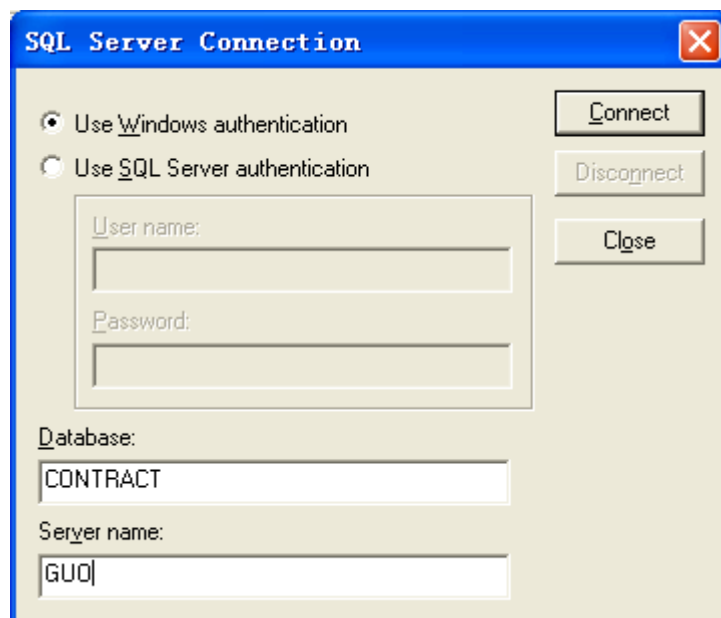 SQL Server Connection
Use Windows authentication
Connect
Use SQL Server authentication
Disconnect
User name:
Close
Password:
Database:
CONTRACT
Server name:
GUO